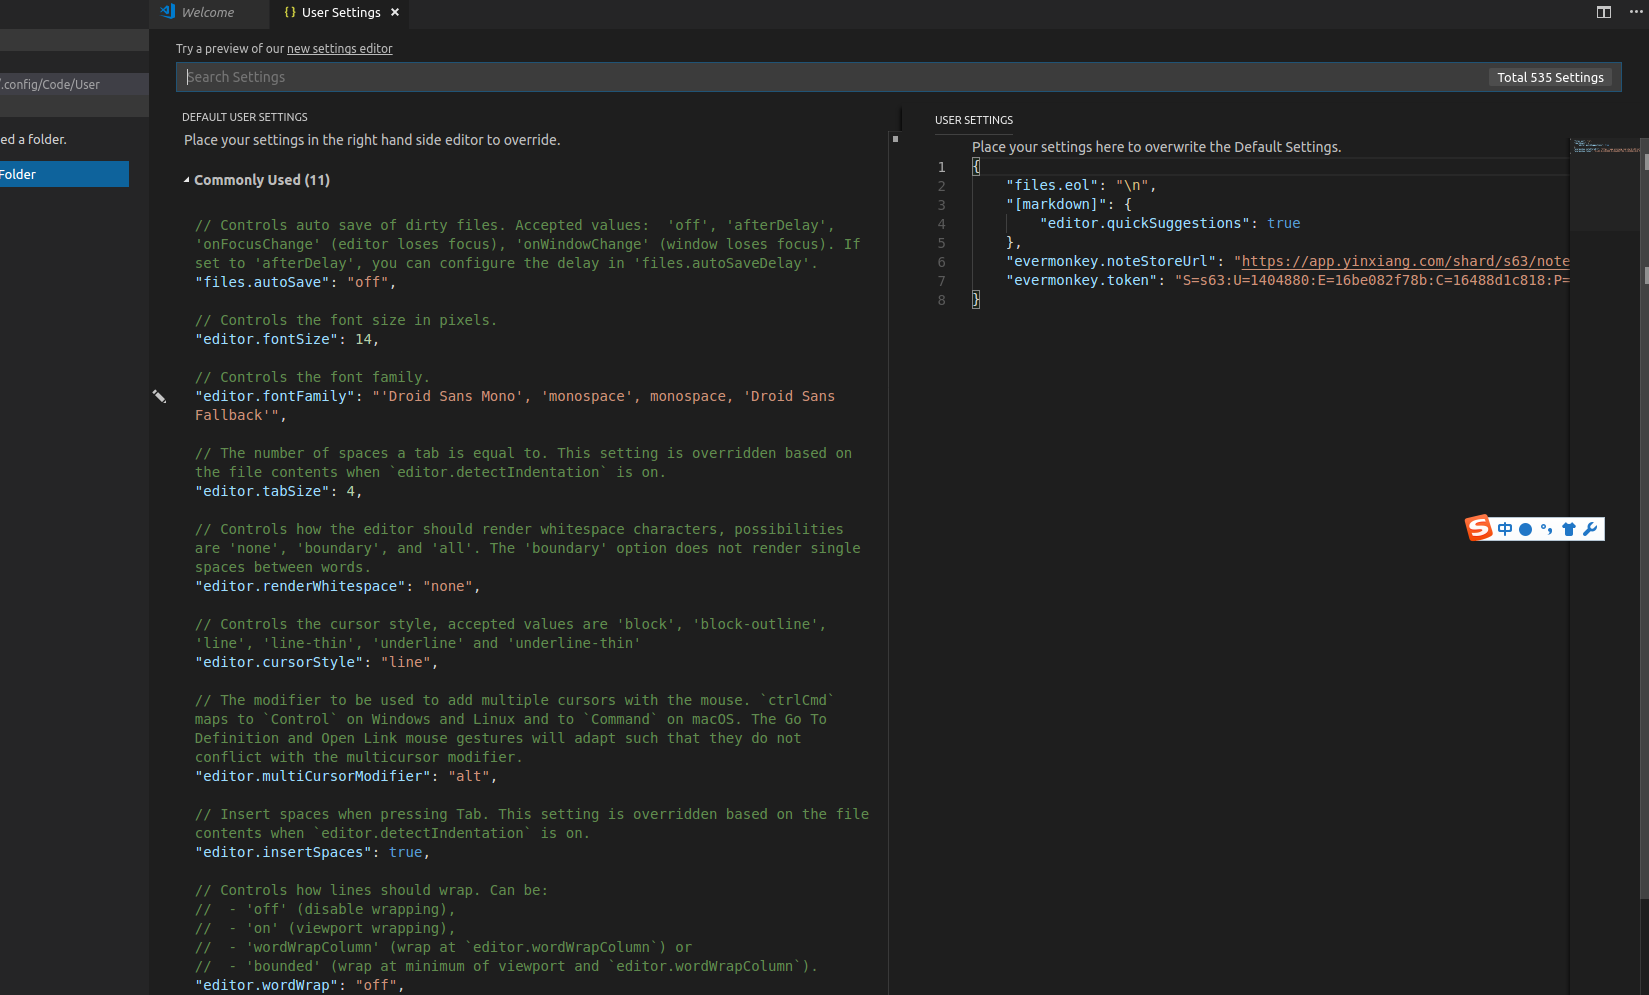 Welcome
{} User Settings ×
Try a preview of our new settings editor
Search Settings
Total 535 Settings
/.config/Code/User
ed a folder.
Folder
DEFAULT USER SETTINGS
Place your settings in the right hand side editor to override.
Commonly Used (11)
// Controls auto save of dirty files. Accepted values:  'off', 'afterDelay',
'onFocusChange' (editor loses focus), 'onWindowChange' (window loses focus). If
set to 'afterDelay', you can configure the delay in 'files.autoSaveDelay'.
"files.autoSave": "off",
// Controls the font size in pixels.
"editor.fontSize": 14,
// Controls the font family.
"editor.fontFamily": "'Droid Sans Mono', 'monospace', monospace, 'Droid Sans
Fallback'",
// The number of spaces a tab is equal to. This setting is overridden based on
the file contents when `editor.detectIndentation` is on.
"editor.tabSize": 4,
// Controls how the editor should render whitespace characters, possibilities
are 'none', 'boundary', and 'all'. The 'boundary' option does not render single
spaces between words.
"editor.renderWhitespace": "none",
// Controls the cursor style, accepted values are 'block', 'block-outline',
'line', 'line-thin', 'underline' and 'underline-thin'
"editor.cursorStyle": "line",
// The modifier to be used to add multiple cursors with the mouse. `ctrlCmd`
maps to `Control` on Windows and Linux and to `Command` on macOS. The Go To
Definition and Open Link mouse gestures will adapt such that they do not
conflict with the multicursor modifier.
"editor.multiCursorModifier": "alt",
// Insert spaces when pressing Tab. This setting is overridden based on the file
contents when `editor.detectIndentation` is on.
"editor.insertSpaces": true,
// Controls how lines should wrap. Can be:
//  - 'off' (disable wrapping),
//  - 'on' (viewport wrapping),
//  - 'wordWrapColumn' (wrap at `editor.wordWrapColumn`) or
//  - 'bounded' (wrap at minimum of viewport and `editor.wordWrapColumn`).
"editor.wordWrap": "off",
USER SETTINGS
Place your settings here to overwrite the Default Settings.
1 {
2 "files.eol": "\n",
3 "[markdown]": {
4 "editor.quickSuggestions": true
5 },
6 "evermonkey.noteStoreUrl": "https://app.yinxiang.com/shard/s63/note
7 "evermonkey.token": "S=s63:U=1404880:E=16be082f78b:C=16488d1c818:P=
8 }
S 中